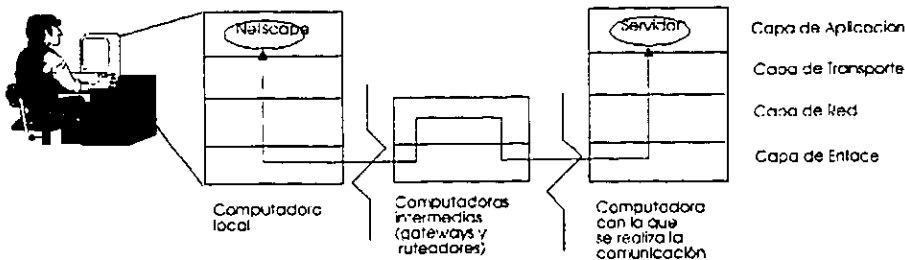 Netscape
Servidor
Capa de Aplicacion
Capa de Transporte
Capa de Red
Capa de Enlace
Computadora
local
Computadoras
intermedias
(gateways y
ruteadores)
Computadora
con la que
se realiza la
comunicación